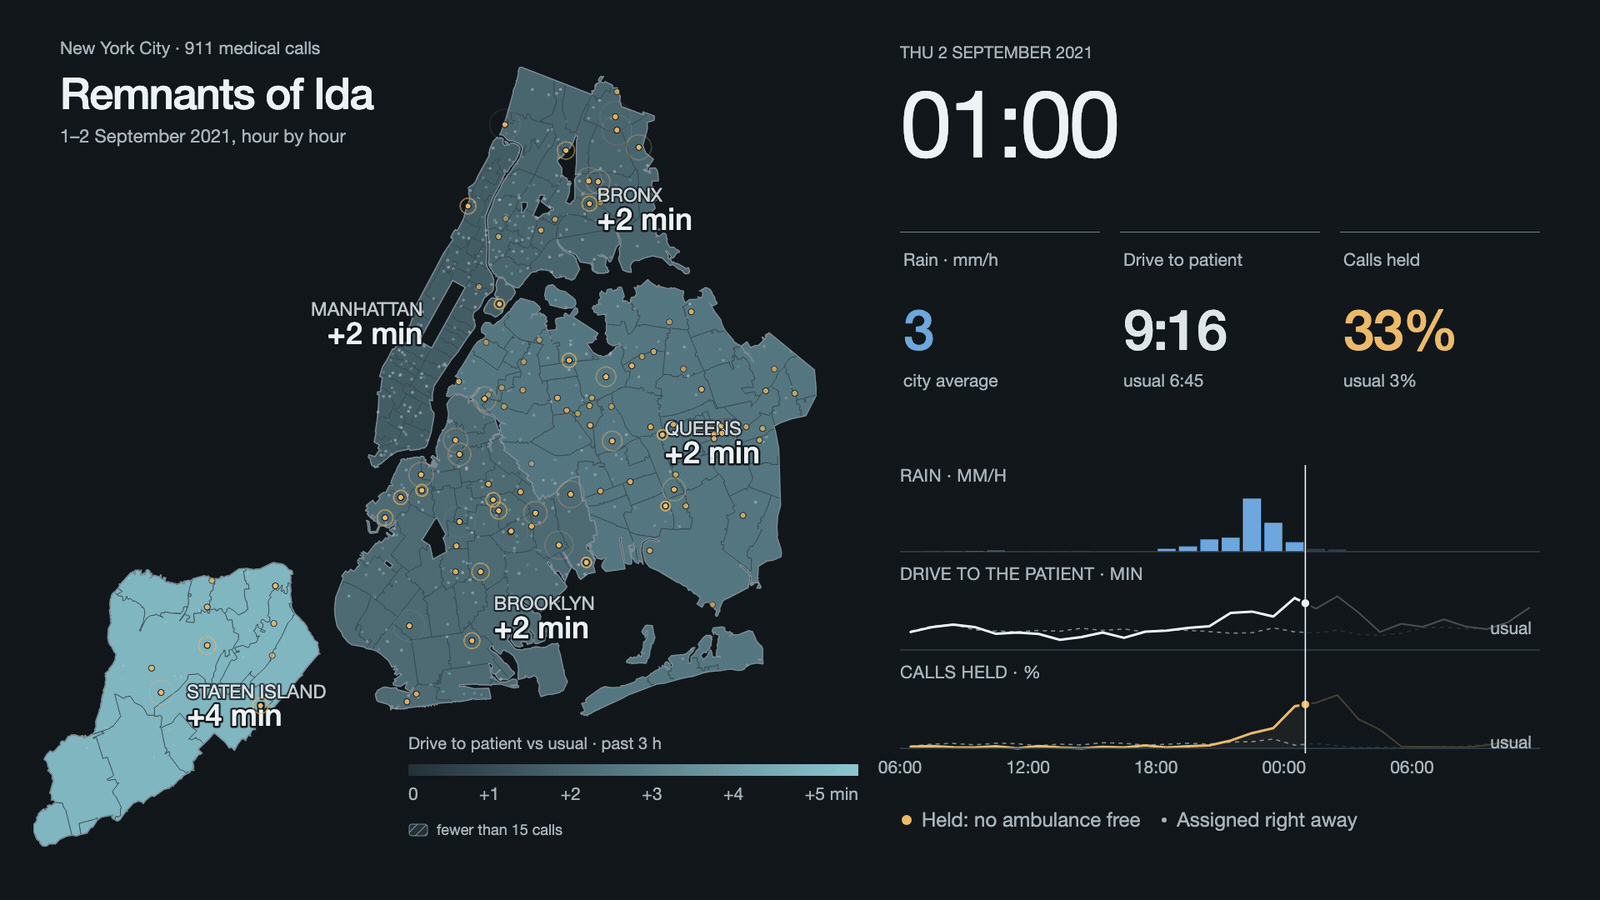 New York City · 911 medical calls
Remnants of Ida
1–2 September 2021, hour by hour
BRONX
+2 min
MANHATTAN
+2 min
QUEENS
+2 min
BROOKLYN
+2 min
STATEN ISLAND
+4 min
Drive to patient vs usual · past 3 h
0 +1 +2 +3 +4 +5 min
fewer than 15 calls
THU 2 SEPTEMBER 2021
01:00
Rain · mm/h
3
city average
Drive to patient
9:16
usual 6:45
Calls held
33%
usual 3%
RAIN · MM/H
DRIVE TO THE PATIENT · MIN
usual
CALLS HELD · %
usual
06:00 12:00 18:00 00:00 06:00
Held: no ambulance free
Assigned right away